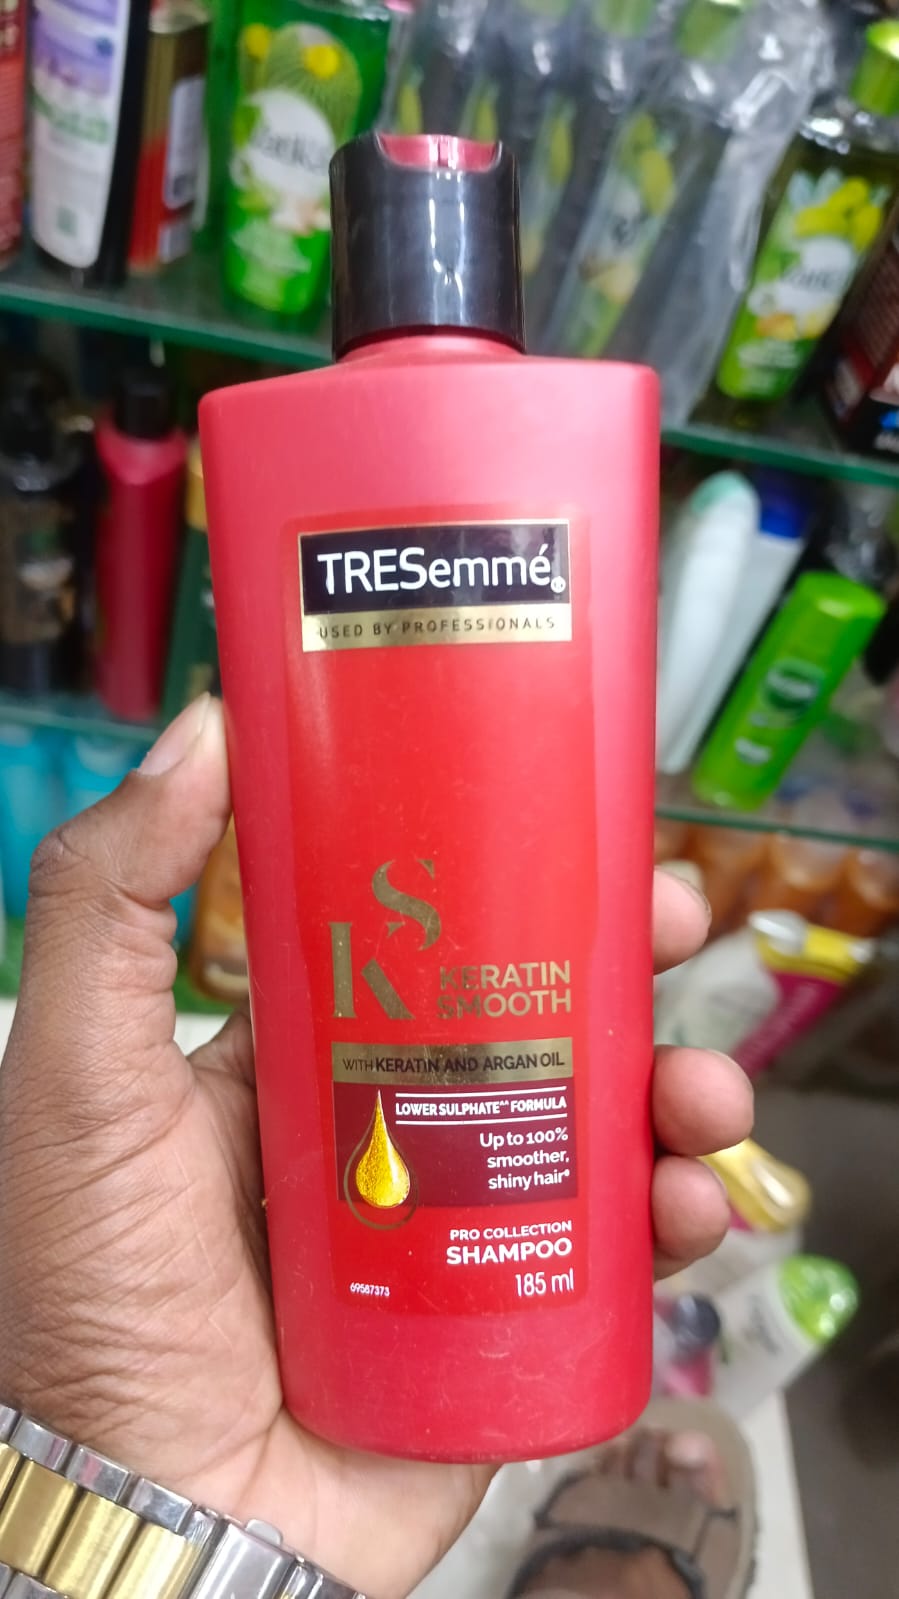 TRESemmé
USED BY PROFESSIONALS
KS
KERATIN
SMOOTH
WITH KERATIN AND ARGAN OIL
LOWER SULPHATE^^ FORMULA
Up to 100%
smoother,
shiny hair*
PRO COLLECTION
SHAMPOO
185 ml
69587373